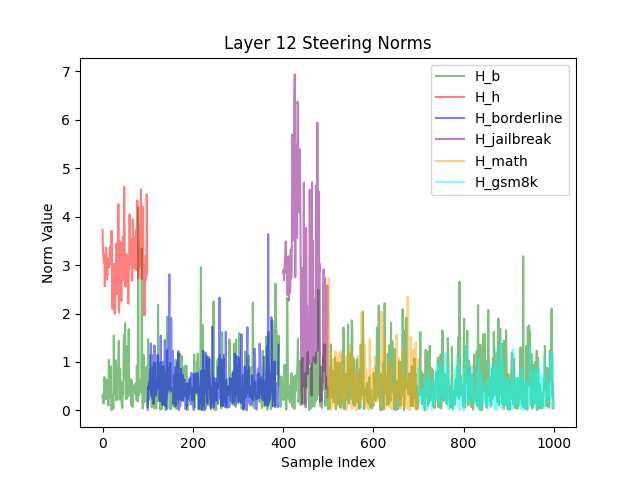 Layer 12 Steering Norms
H_b
H_h
H_borderline
H_jailbreak
H_math
H_gsm8k
Norm Value
7
6
5
4
3
2
1
0
0
200
400
600
800
1000
Sample Index